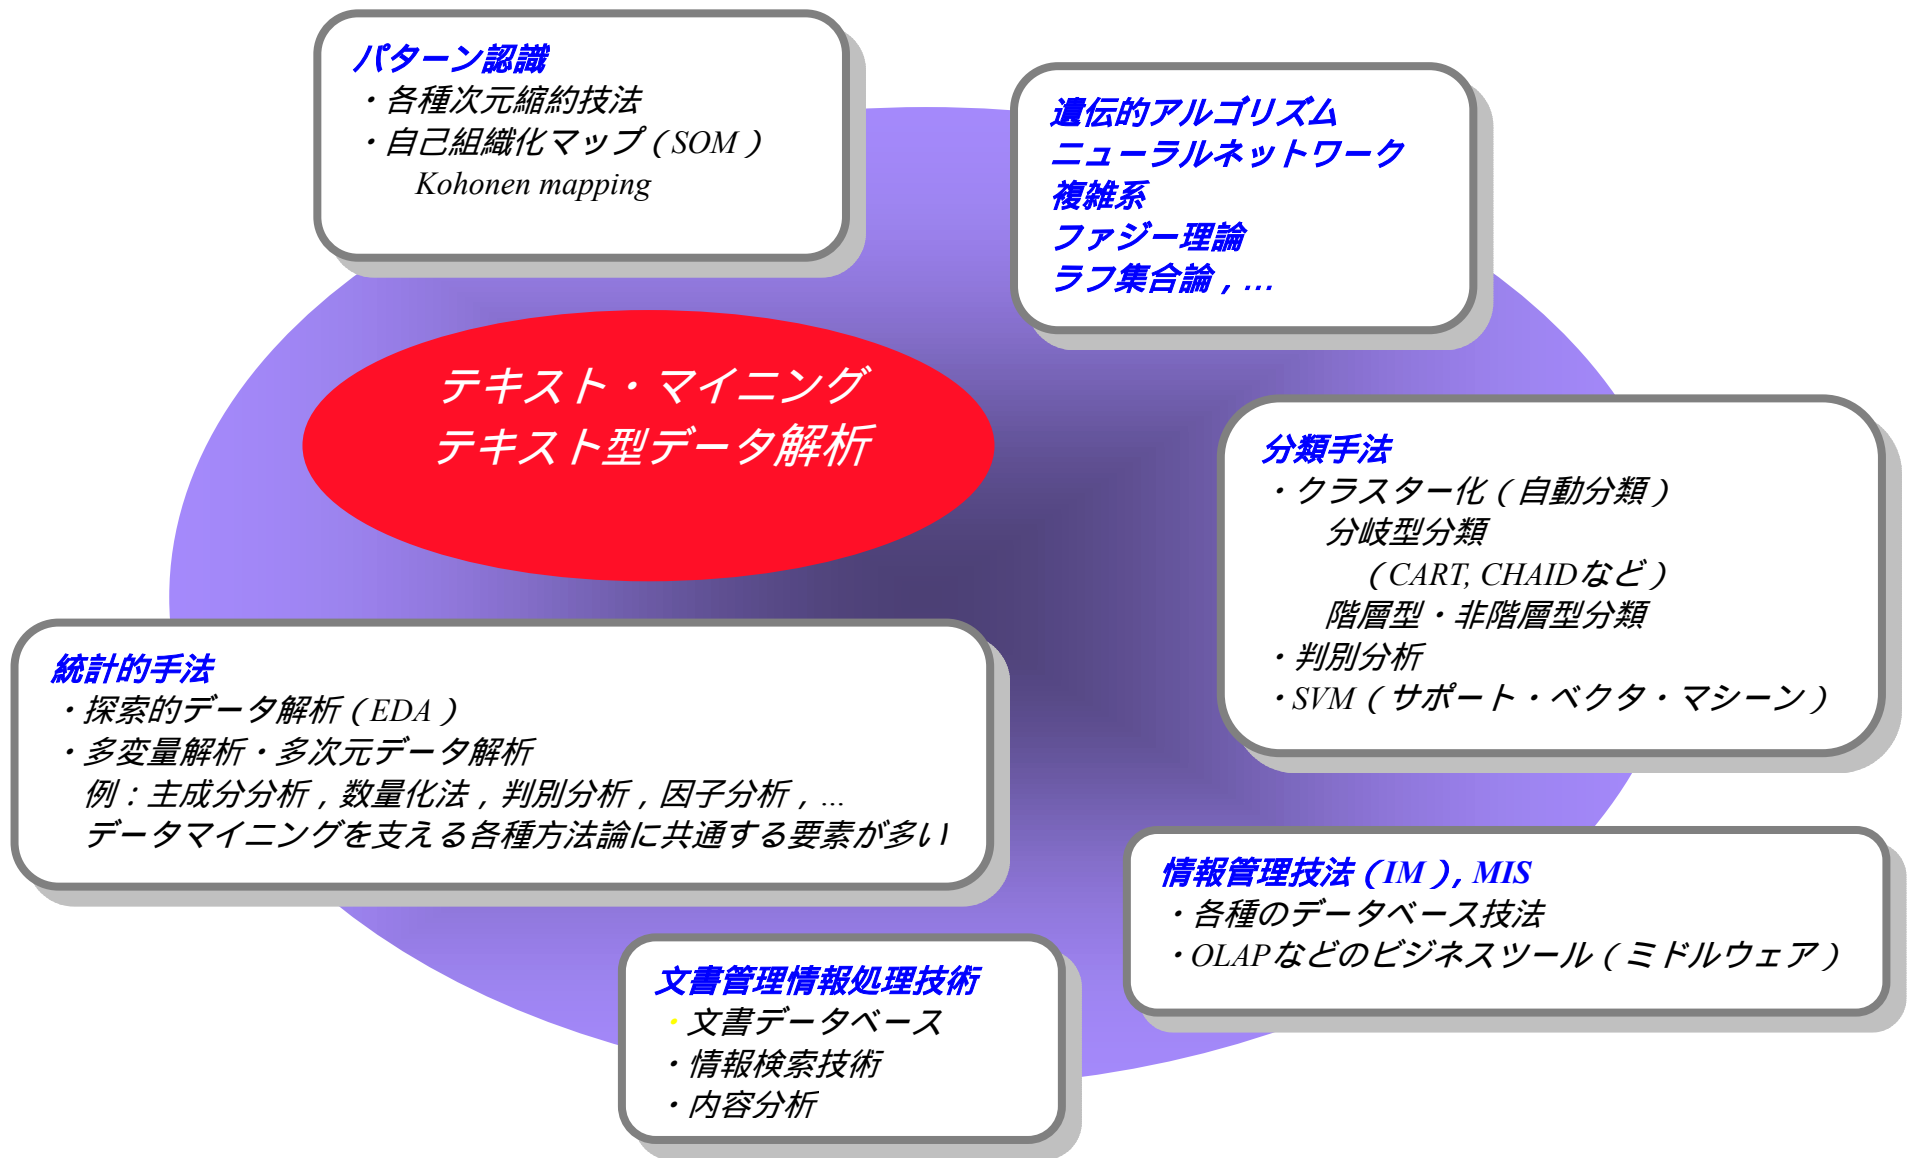 パターン認識
・各種次元縮約技法
・自己組織化マップ（SOM）
Kohonen mapping
遺伝的アルゴリズム
ニューラルネットワーク
複雑系
ファジー理論
ラフ集合論，...
テキスト・マイニング
テキスト型データ解析
分類手法
・クラスター化（自動分類）
分岐型分類
（CART, CHAIDなど）
階層型・非階層型分類
・判別分析
・SVM（サポート・ベクタ・マシーン）
統計的手法
・探索的データ解析（EDA）
・多変量解析・多次元データ解析
例：主成分分析，数量化法，判別分析，因子分析，...
データマイニングを支える各種方法論に共通する要素が多い
情報管理技法（IM）, MIS
・各種のデータベース技法
・OLAPなどのビジネスツール（ミドルウェア）
文書管理情報処理技術
・文書データベース
・情報検索技術
・内容分析